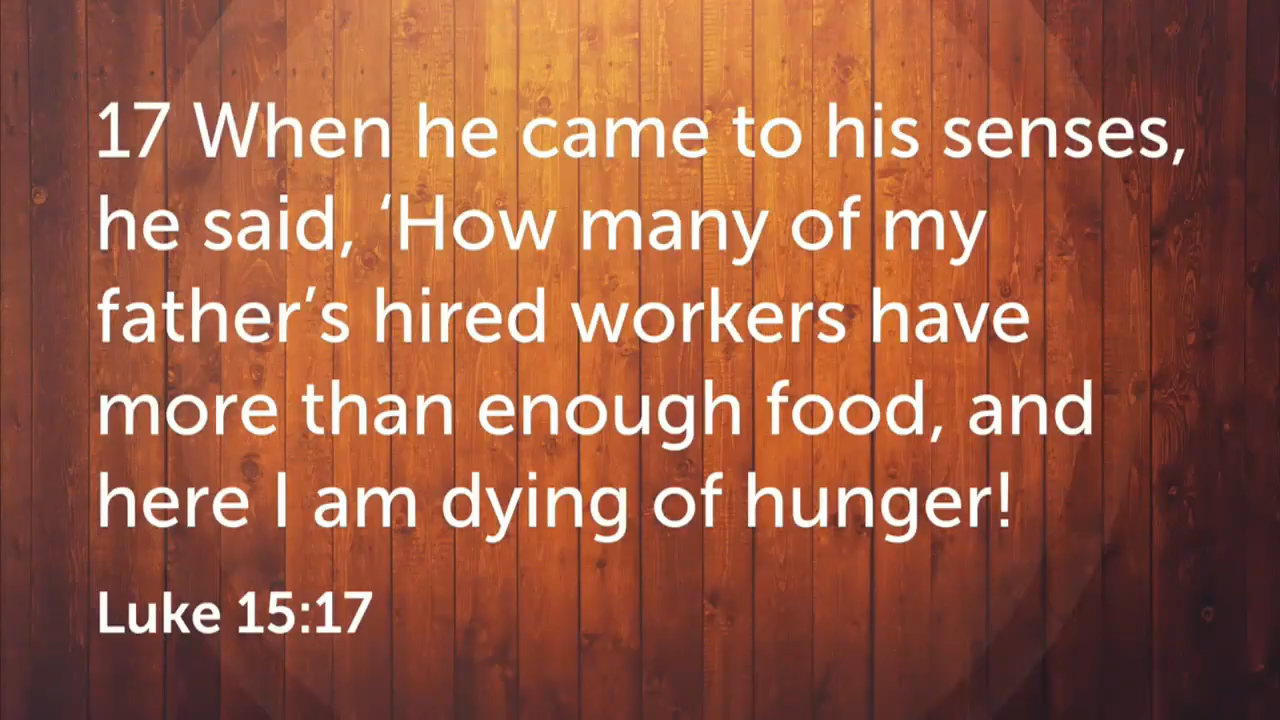 17 When he came to his senses,
he said, ‘How many of my
father’s hired workers have
more than enough food, and
here I am dying of hunger!
Luke 15:17